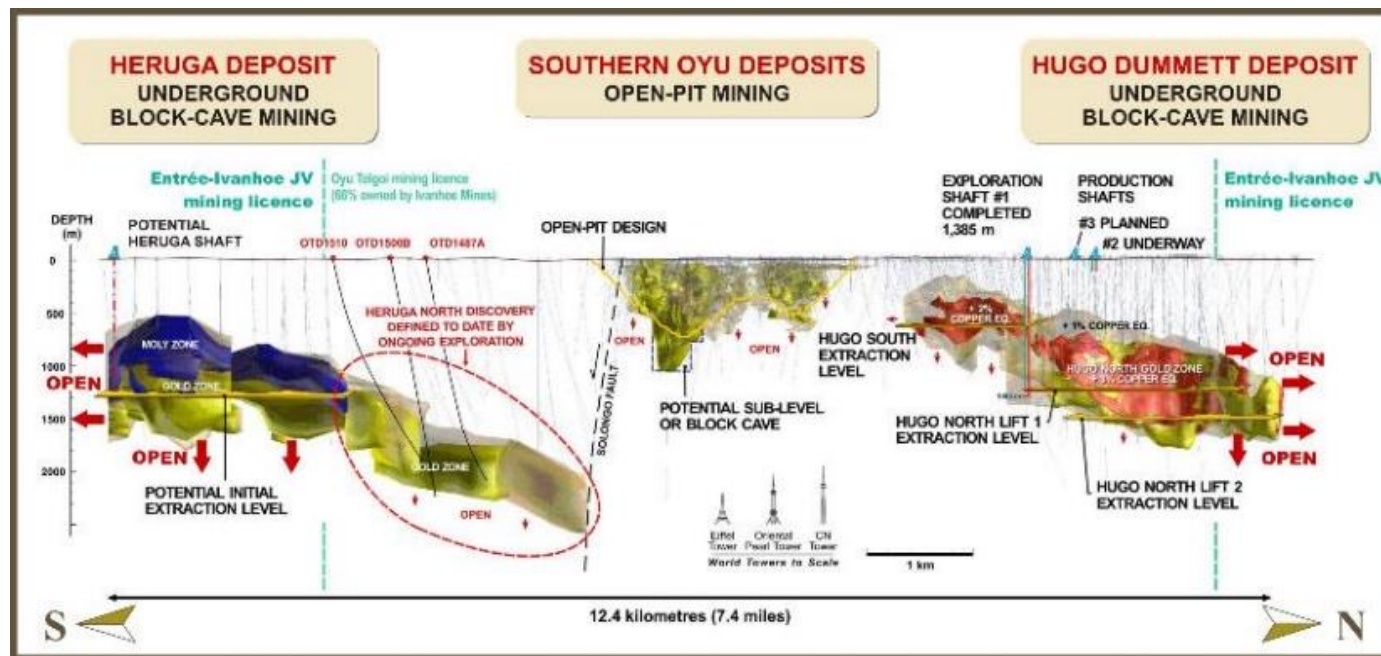 HERUGA DEPOSIT
UNDERGROUND
BLOCK-CAVE MINING
SOUTHERN OYU DEPOSITS
OPEN-PIT MINING
HUGO DUMMETT DEPOSIT
UNDERGROUND
BLOCK-CAVE MINING
Entrée-Ivanhoe JV
mining licence
Oyu Tolgoi mining licence
(66% owned by Ivanhoe Mines)
EXPLORATION
SHAFT #1
COMPLETED
1,385 m
PRODUCTION
SHAFTS
#3 PLANNED
#2 UNDERWAY
Entrée-Ivanhoe JV
mining licence
DEPTH
(m)
POTENTIAL
HERUGA SHAFT
OTD1510 OTD1500B OTD1487A
OPEN-PIT DESIGN
0
500
1000
1500
2000
HERUGA NORTH DISCOVERY
DEFINED TO DATE BY
ONGOING EXPLORATION
MOLY ZONE
GOLD ZONE
OPEN
OPEN
POTENTIAL INITIAL
EXTRACTION LEVEL
GOLD ZONE
OPEN
SOLONGO FAULT
OPEN
OPEN
POTENTIAL SUB-LEVEL
OR BLOCK CAVE
HUGO SOUTH
EXTRACTION
LEVEL
+ 2%
COPPER EQ.
+ 1% COPPER EQ.
HUGO NORTH GOLD ZONE
COPPER EQ.
OPEN
OPEN
HUGO NORTH LIFT 1
EXTRACTION LEVEL
HUGO NORTH LIFT 2
EXTRACTION LEVEL
Eiffel
Tower
Oriental
Pearl Tower
CN
Tower
World Towers to Scale
1 km
12.4 kilometres (7.4 miles)
S
N